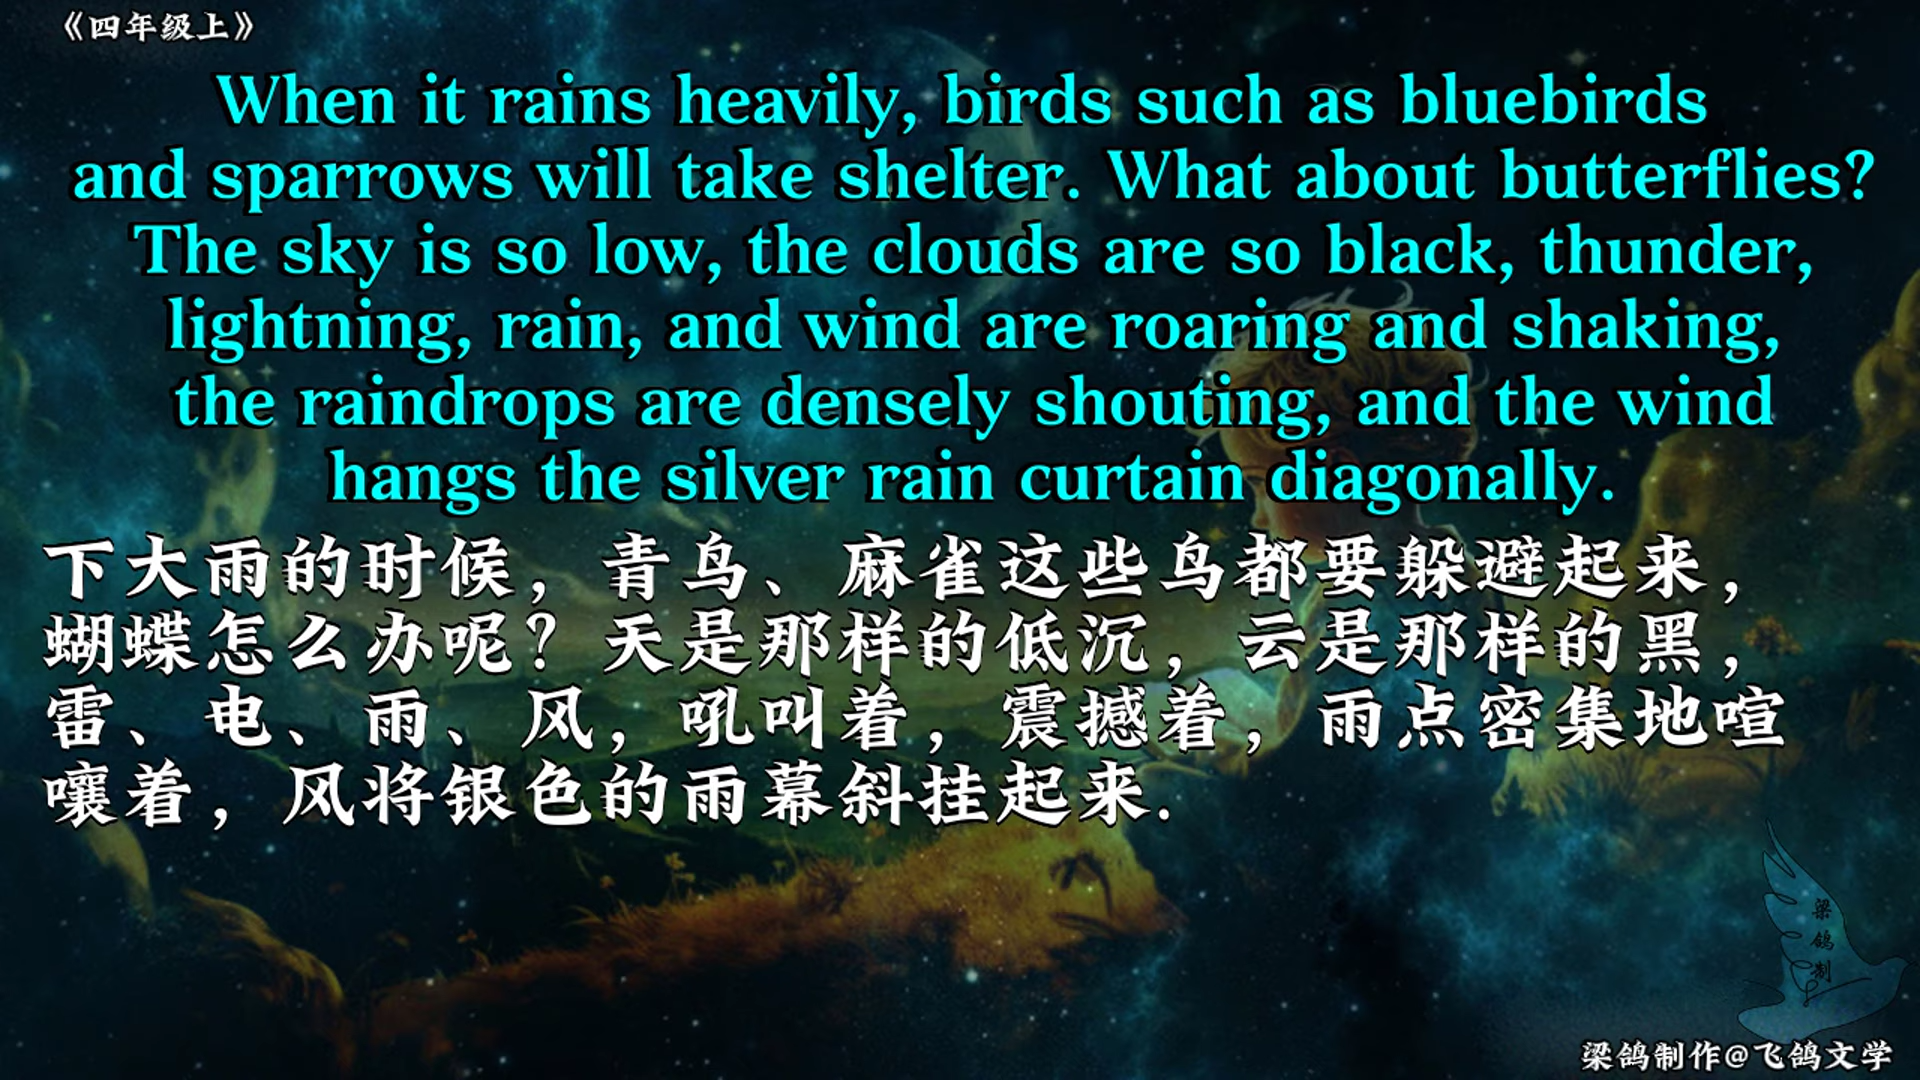 《四年级上》
When it rains heavily, birds such as bluebirds
and sparrows will take shelter. What about butterflies?
The sky is so low, the clouds are so black, thunder,
lightning, rain, and wind are roaring and shaking,
the raindrops are densely shouting, and the wind
hangs the silver rain curtain diagonally.
下大雨的时候，青鸟、麻雀这些鸟都要躲避起来，
蝴蝶怎么办呢？天是那样的低沉，云是那样的黑，
雷、电、雨、风，吼叫着，震撼着，雨点密集地喧
嚷着，风将银色的雨幕斜挂起来.
梁
鸽
制
梁鸽制作@飞鸽文学